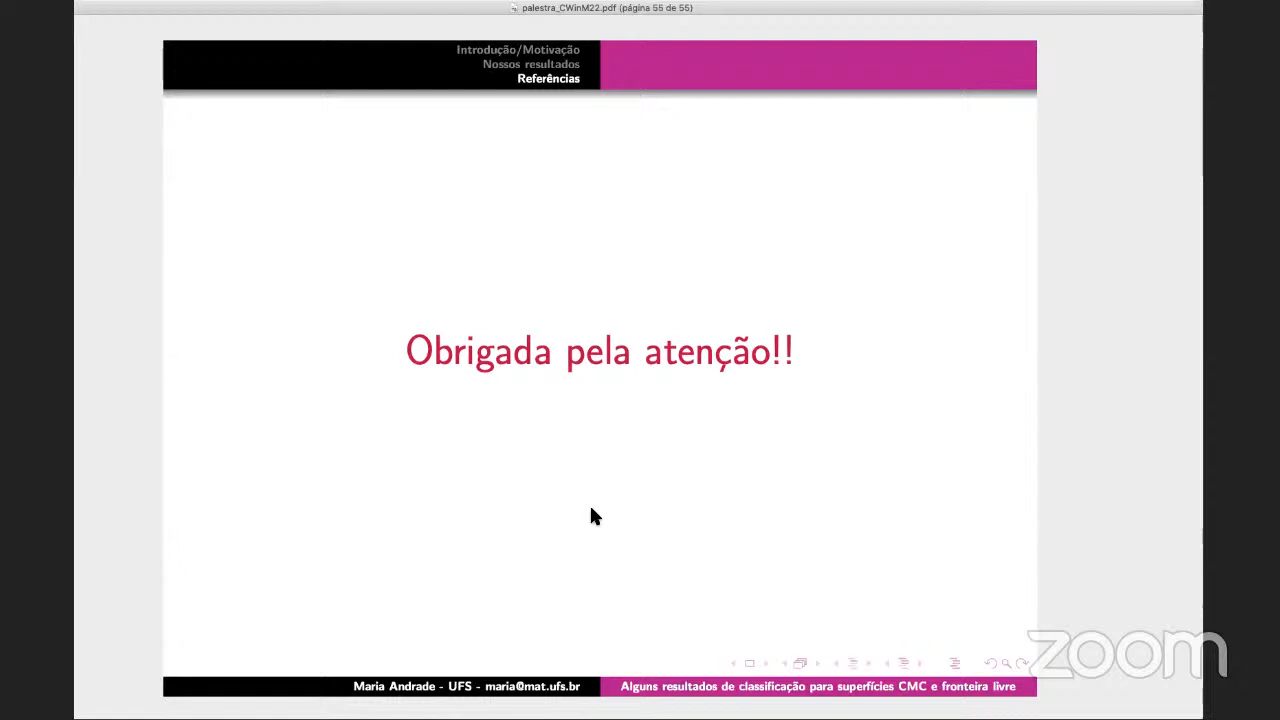 palestra_CWinM22.pdf (página 55 de 55)
Introdução/Motivação
Nossos resultados
Referências
Obrigada pela atenção!!
Maria Andrade - UFS - maria@mat.ufs.br
Alguns resultados de classificação para superfícies CMC e fronteira livre
zoom